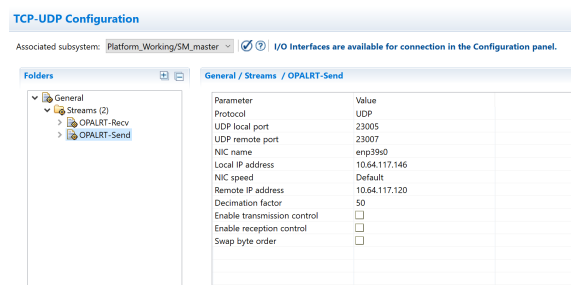 TCP-UDP Configuration
Associated subsystem: Platform_Working/SM_master I/O Interfaces are available for connection in the Configuration panel.
Folders
General
Streams (2)
OPALRT-Recv
OPALRT-Send
General / Streams / OPALRT-Send
Parameter Value
Protocol UDP
UDP local port 23005
UDP remote port 23007
NIC name enp39s0
Local IP address 10.64.117.146
NIC speed Default
Remote IP address 10.64.117.120
Decimation factor 50
Enable transmission control
Enable reception control
Swap byte order